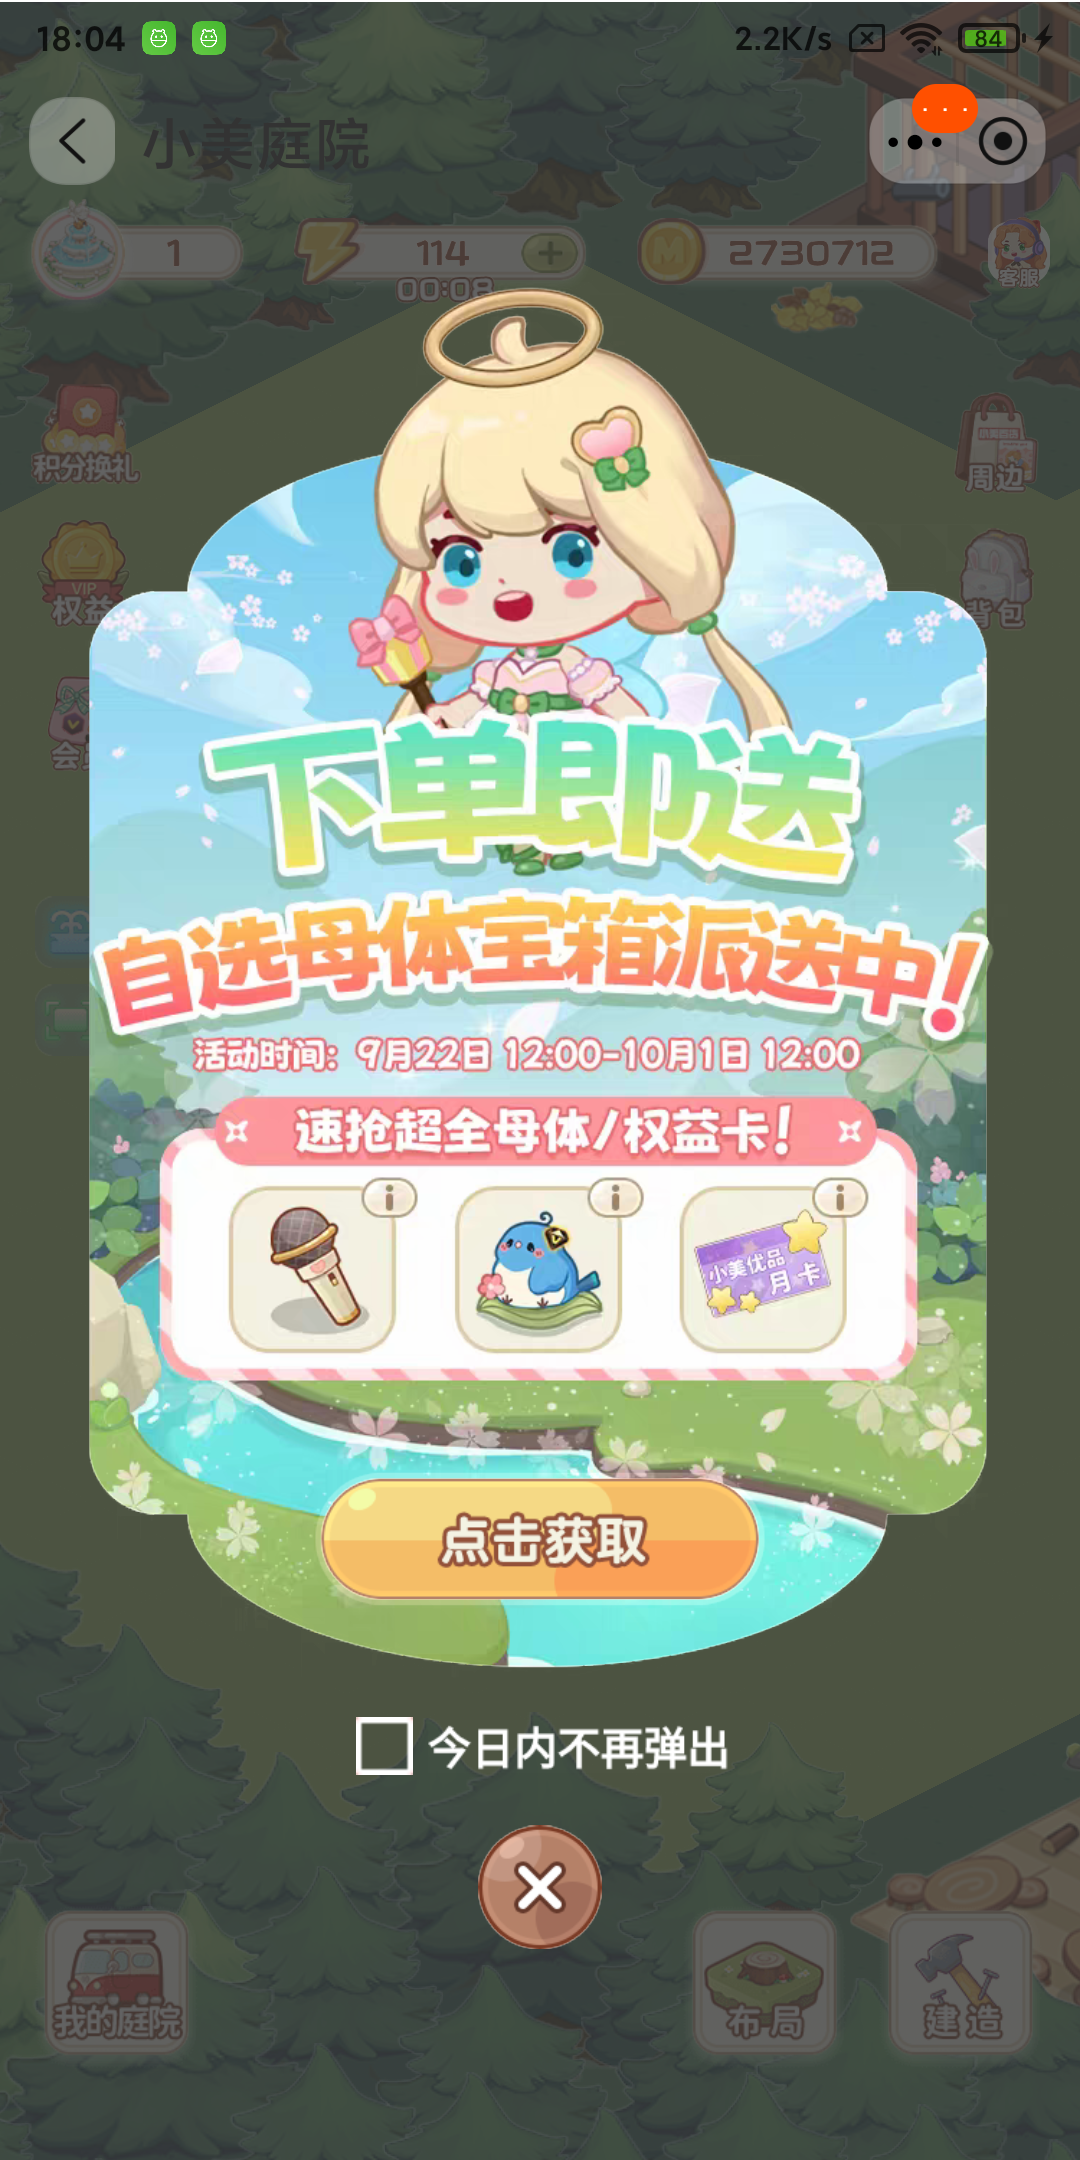 18:04
2.2K/s
84
小美庭院
1
114
00:08
M
2730712
客服
积分换礼
周边
VIP
权益
背包
下单即送
自选母体宝箱派送中!
活动时间: 9月22日 12:00-10月1日 12:00
速抢超全母体/权益卡!
小美优品
月卡
点击获取
今日内不再弹出
我的庭院
布局
建造